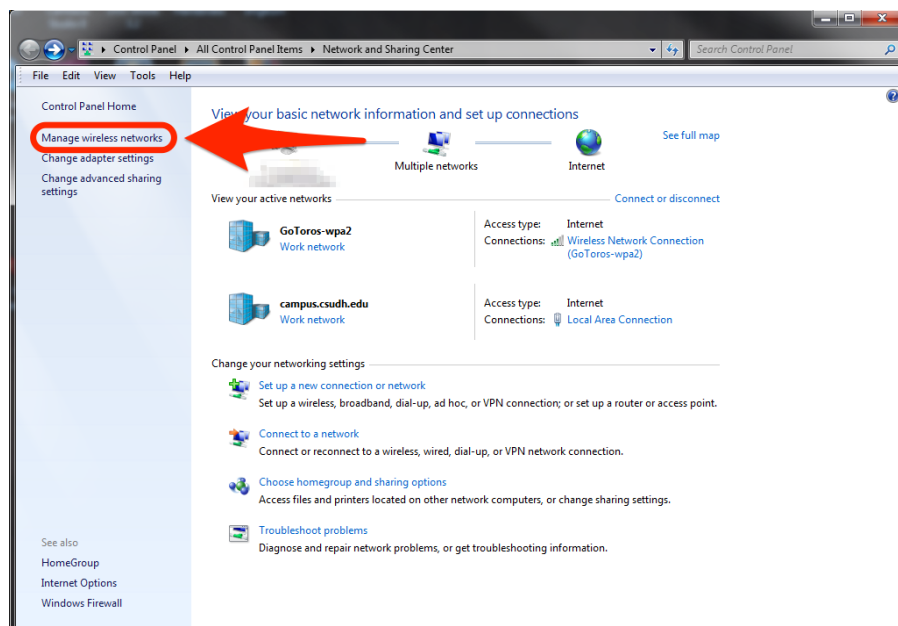 Control Panel ▸ All Control Panel Items ▸ Network and Sharing Center
Search Control Panel
File Edit View Tools Help
Control Panel Home
Manage wireless networks
Change adapter settings
Change advanced sharing
settings
See also
HomeGroup
Internet Options
Windows Firewall
View your basic network information and set up connections
See full map
Multiple networks
Internet
View your active networks
Connect or disconnect
GoToros-wpa2
Work network
Access type: Internet
Connections: Wireless Network Connection
(GoToros-wpa2)
campus.csudh.edu
Work network
Access type: Internet
Connections: Local Area Connection
Change your networking settings
Set up a new connection or network
Set up a wireless, broadband, dial-up, ad hoc, or VPN connection; or set up a router or access point.
Connect to a network
Connect or reconnect to a wireless, wired, dial-up, or VPN network connection.
Choose homegroup and sharing options
Access files and printers located on other network computers, or change sharing settings.
Troubleshoot problems
Diagnose and repair network problems, or get troubleshooting information.